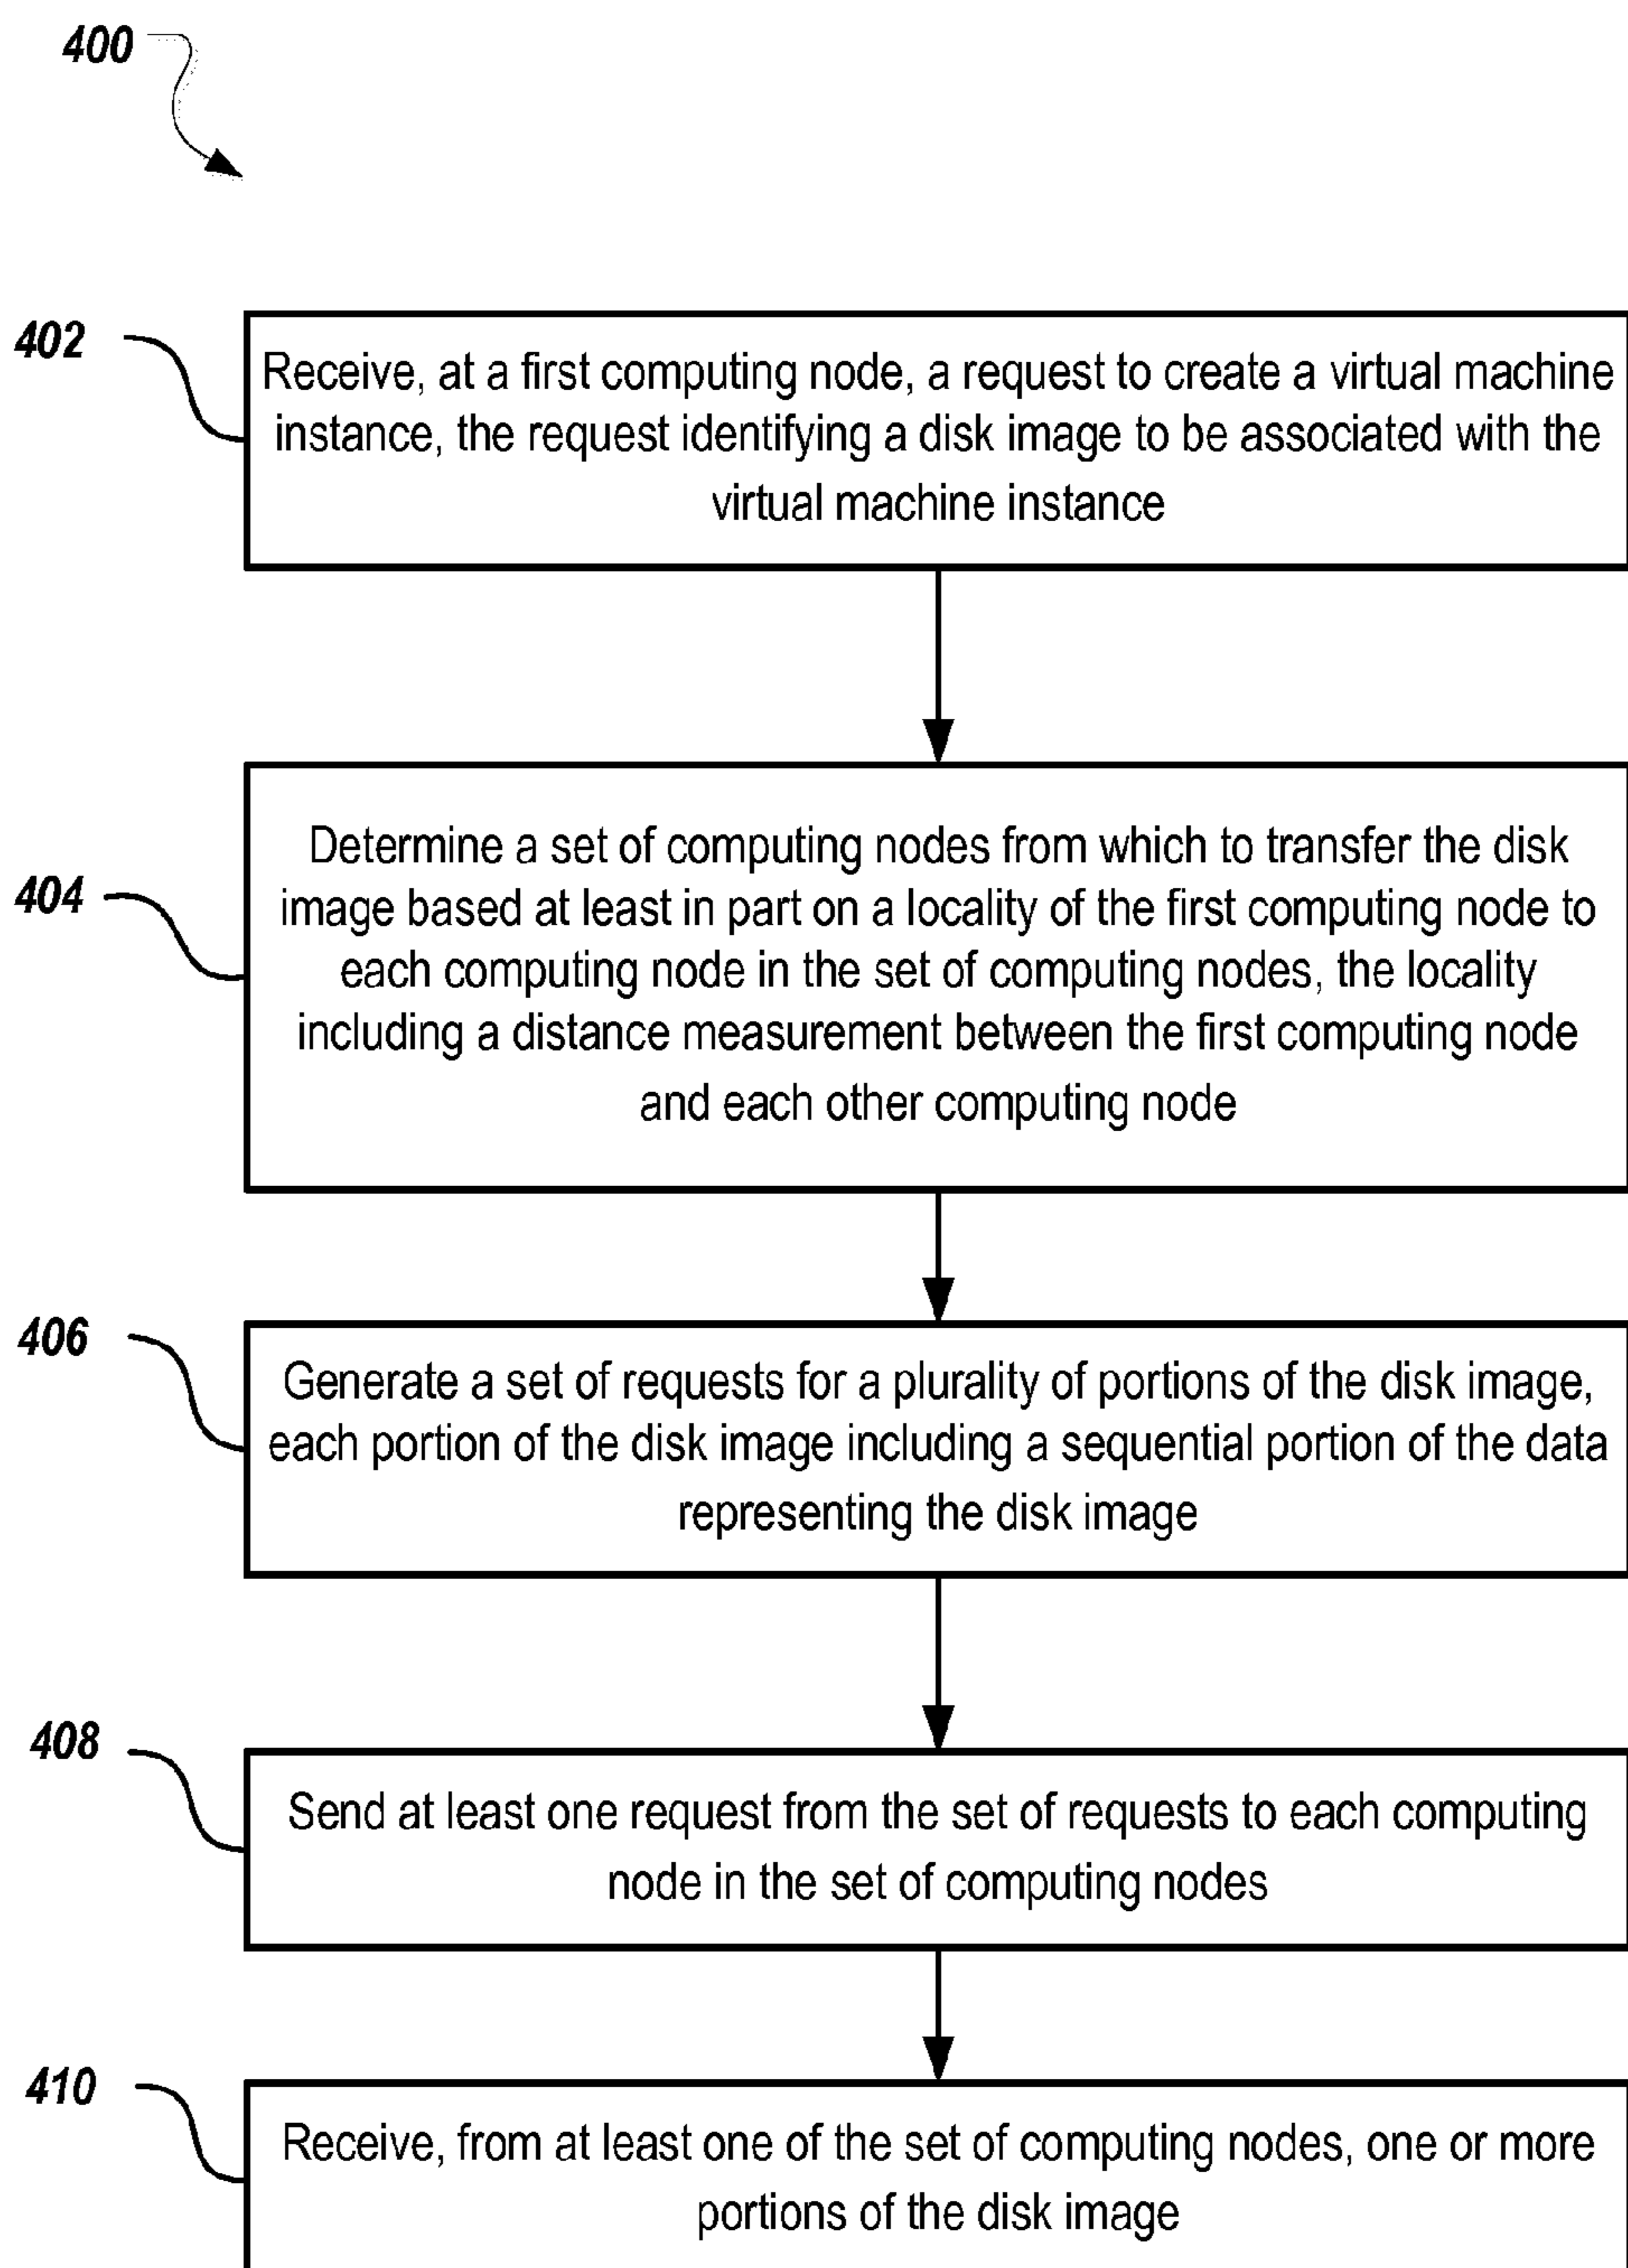 400
402
Receive, at a first computing node, a request to create a virtual machine
instance, the request identifying a disk image to be associated with the
virtual machine instance
404
Determine a set of computing nodes from which to transfer the disk
image based at least in part on a locality of the first computing node to
each computing node in the set of computing nodes, the locality
including a distance measurement between the first computing node
and each other computing node
406
Generate a set of requests for a plurality of portions of the disk image,
each portion of the disk image including a sequential portion of the data
representing the disk image
408
Send at least one request from the set of requests to each computing
node in the set of computing nodes
410
Receive, from at least one of the set of computing nodes, one or more
portions of the disk image